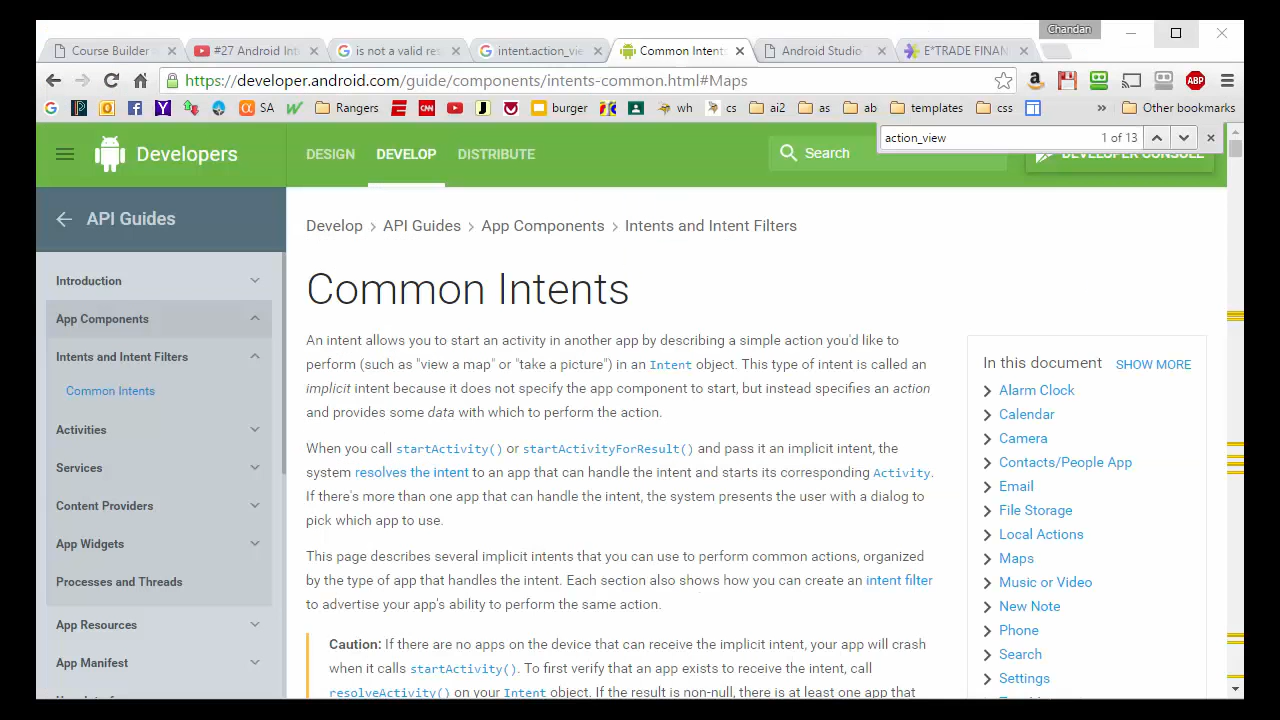 Chandan
Course Builder
#27 Android Int
is not a valid res
intent.action_vie
Common Intent
Android Studio
E*TRADE FINAN
https://developer.android.com/guide/components/intents-common.html#Maps
ABP
SA
Rangers
CNN
burger
wh
cs
ai2
as
ab
templates
css
»
Other bookmarks
action_view
1 of 13
Developers
DESIGN
DEVELOP
DISTRIBUTE
Search
DEVELOPER CONSOLE
API Guides
Introduction
App Components
Intents and Intent Filters
Common Intents
Activities
Services
Content Providers
App Widgets
Processes and Threads
App Resources
App Manifest
Develop > API Guides > App Components > Intents and Intent Filters
Common Intents
An intent allows you to start an activity in another app by describing a simple action you'd like to
perform (such as "view a map" or "take a picture") in an Intent object. This type of intent is called an
implicit intent because it does not specify the app component to start, but instead specifies an action
and provides some data with which to perform the action.
When you call startActivity() or startActivityForResult() and pass it an implicit intent, the
system resolves the intent to an app that can handle the intent and starts its corresponding Activity.
If there's more than one app that can handle the intent, the system presents the user with a dialog to
pick which app to use.
This page describes several implicit intents that you can use to perform common actions, organized
by the type of app that handles the intent. Each section also shows how you can create an intent filter
to advertise your app's ability to perform the same action.
Caution: If there are no apps on the device that can receive the implicit intent, your app will crash
when it calls startActivity(). To first verify that an app exists to receive the intent, call
resolveActivity() on your Intent object. If the result is non-null, there is at least one app that
In this document
SHOW MORE
Alarm Clock
Calendar
Camera
Contacts/People App
Email
File Storage
Local Actions
Maps
Music or Video
New Note
Phone
Search
Settings